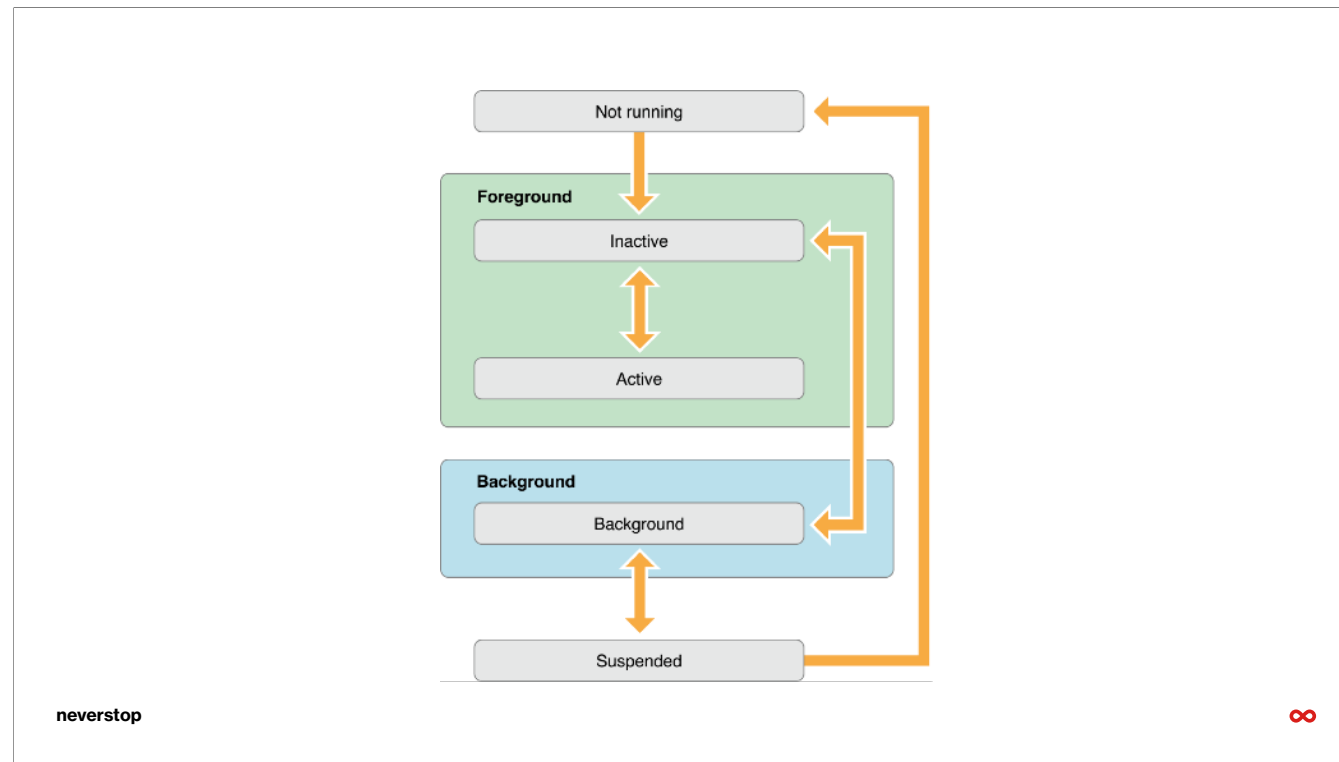 Not running
Foreground
Inactive
Active
Background
Background
Suspended
neverstop